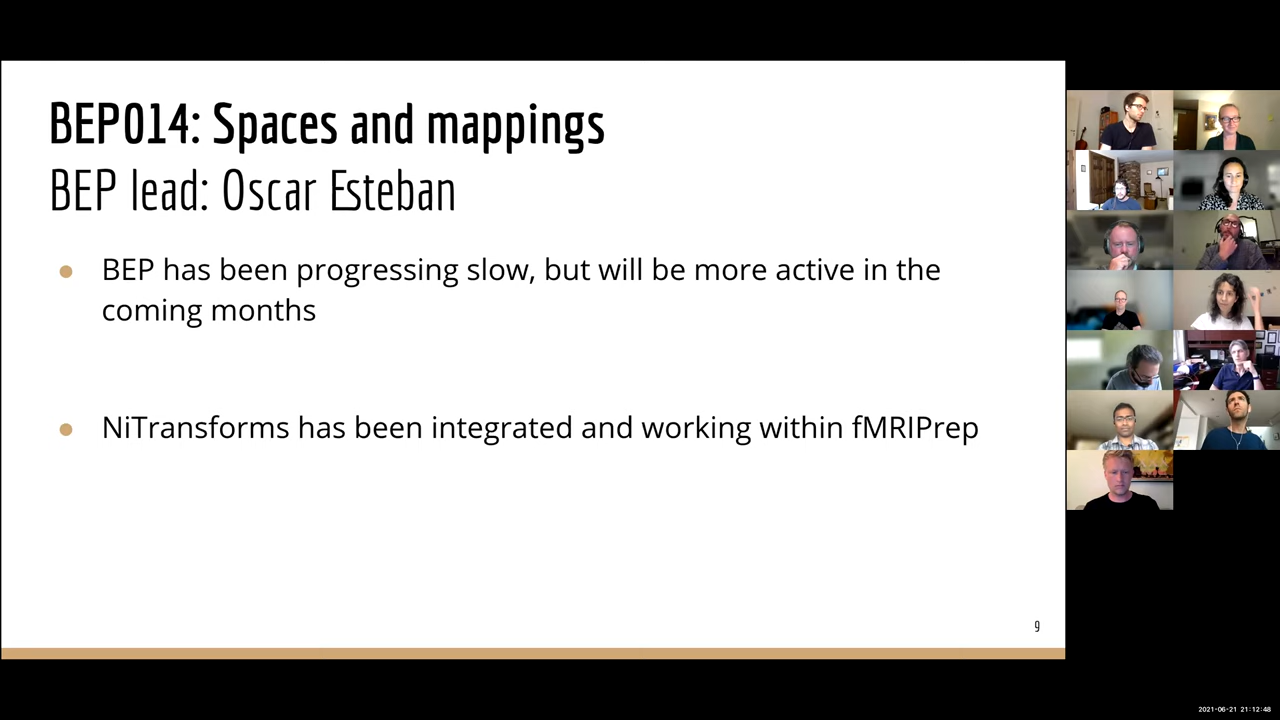 BEP014: Spaces and mappings
BEP lead: Oscar Esteban
● BEP has been progressing slow, but will be more active in the
coming months
● NiTransforms has been integrated and working within fMRIPrep
9
2021-06-21 21:12:48